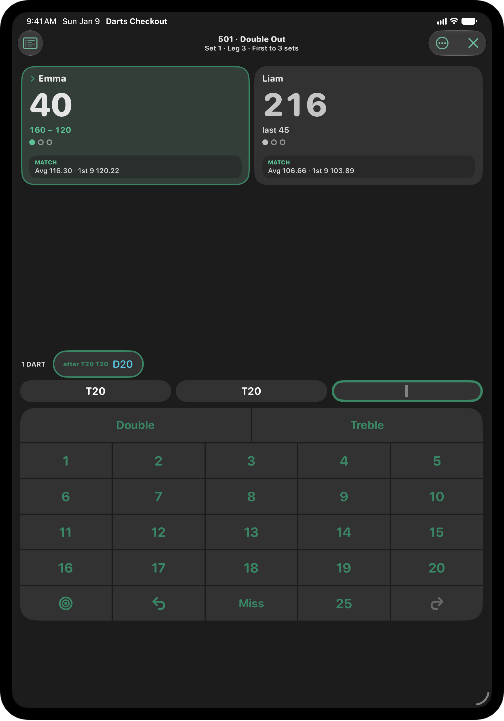 9:41 AM Sun Jan 9 Darts Checkout
501 · Double Out
Set 1 · Leg 3 · First to 3 sets
Emma
40
160 – 120
MATCH
Avg 116.30 · 1st 9 120.22
Liam
216
last 45
MATCH
Avg 106.66 · 1st 9 103.89
1 DART after T20 T20 D20
T20 T20
Double Treble
1 2 3 4 5
6 7 8 9 10
11 12 13 14 15
16 17 18 19 20
Miss 25